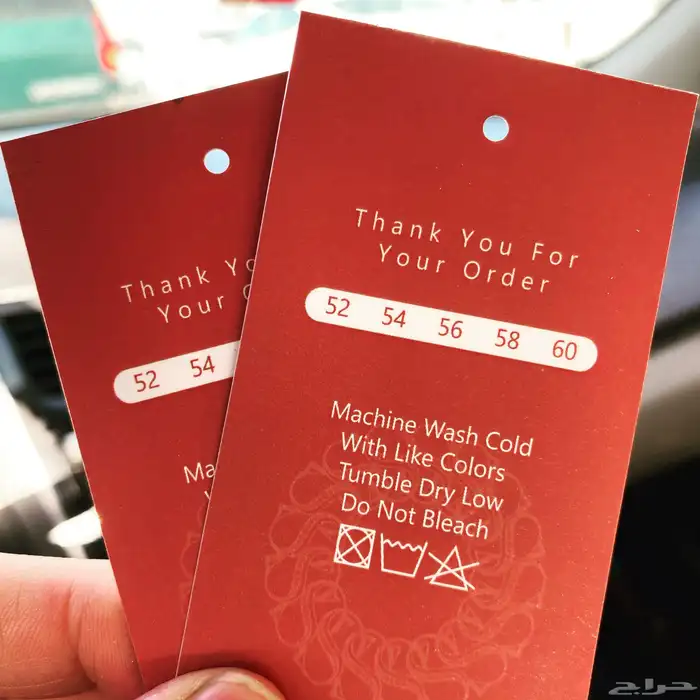 Thank You For
Your Order
52 54 56 58 60
Machine Wash Cold
With Like Colors
Tumble Dry Low
Do Not Bleach
Thank Yo
Your
52 54
Ma
حراج